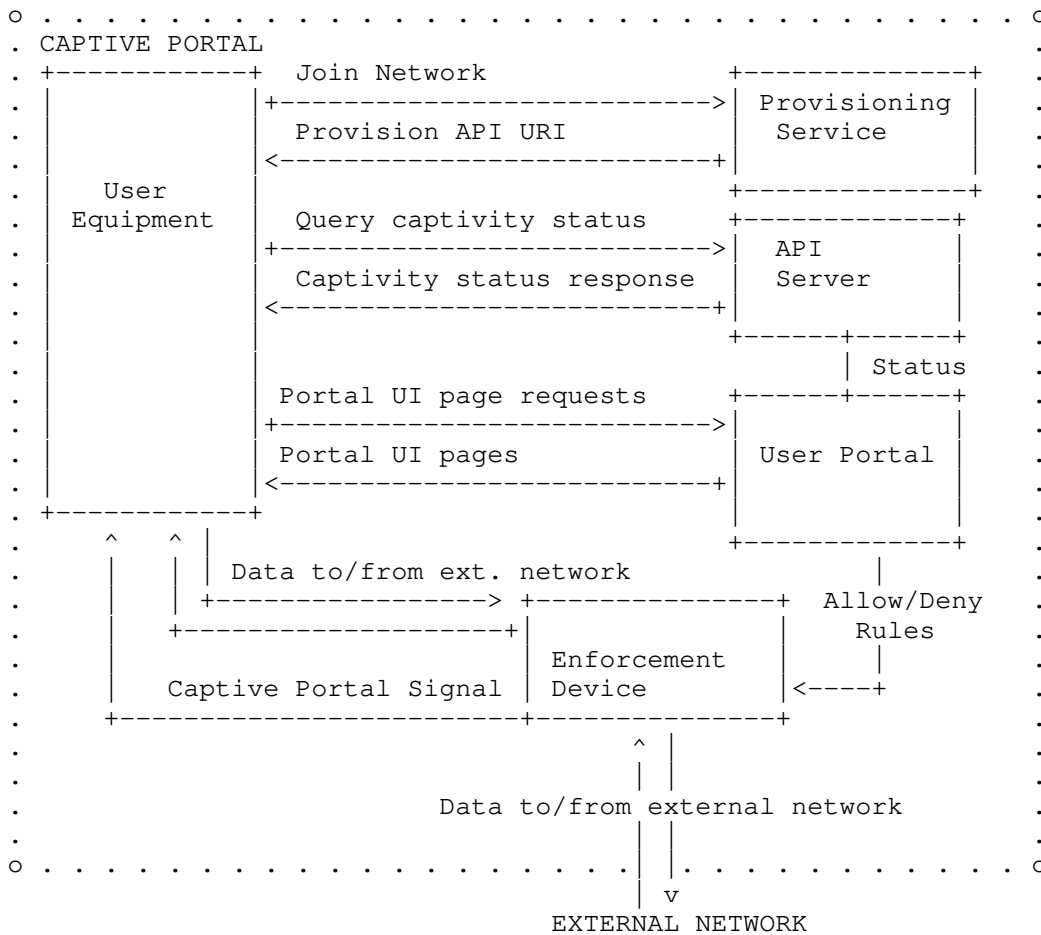 CAPTIVE PORTAL
Join Network
Provisioning
Service
Provision API URI
User
Equipment
Query captivity status
API
Server
Captivity status response
Status
Portal UI page requests
Portal UI pages
User Portal
Data to/from ext. network
Allow/Deny
Rules
Enforcement
Device
Captive Portal Signal
Data to/from external network
EXTERNAL NETWORK